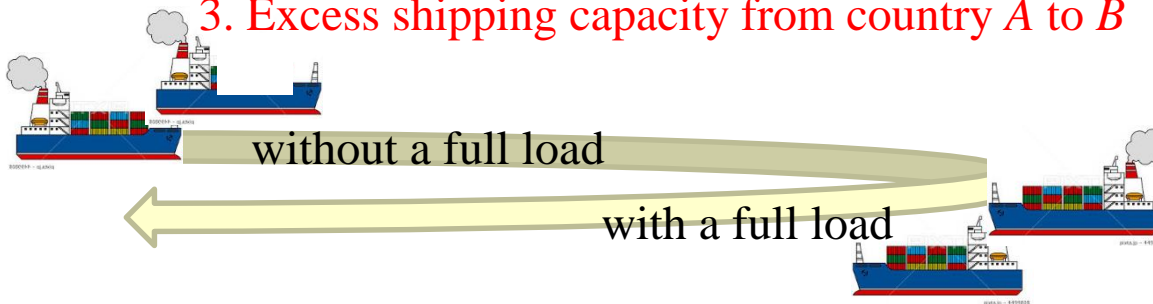 3. Excess shipping capacity from country A to B
without a full load
with a full load